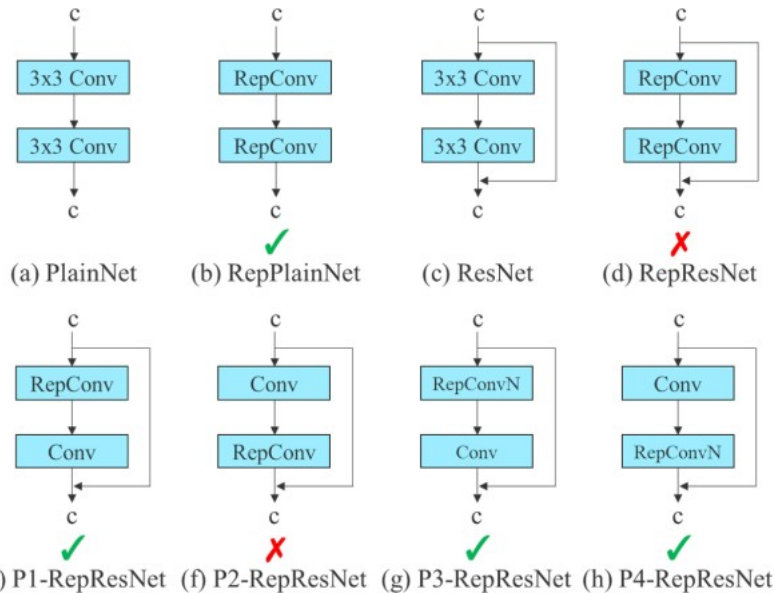 c c c c
3x3 Conv RepConv 3x3 Conv RepConv
3x3 Conv RepConv 3x3 Conv RepConv
c c c c
✓ ✗
(a) PlainNet (b) RepPlainNet (c) ResNet (d) RepResNet
c c c c
RepConv Conv RepConvN Conv
Conv RepConv Conv RepConvN
c c c c
✓ ✗ ✓ ✓
) P1-RepResNet (f) P2-RepResNet (g) P3-RepResNet (h) P4-RepResNet